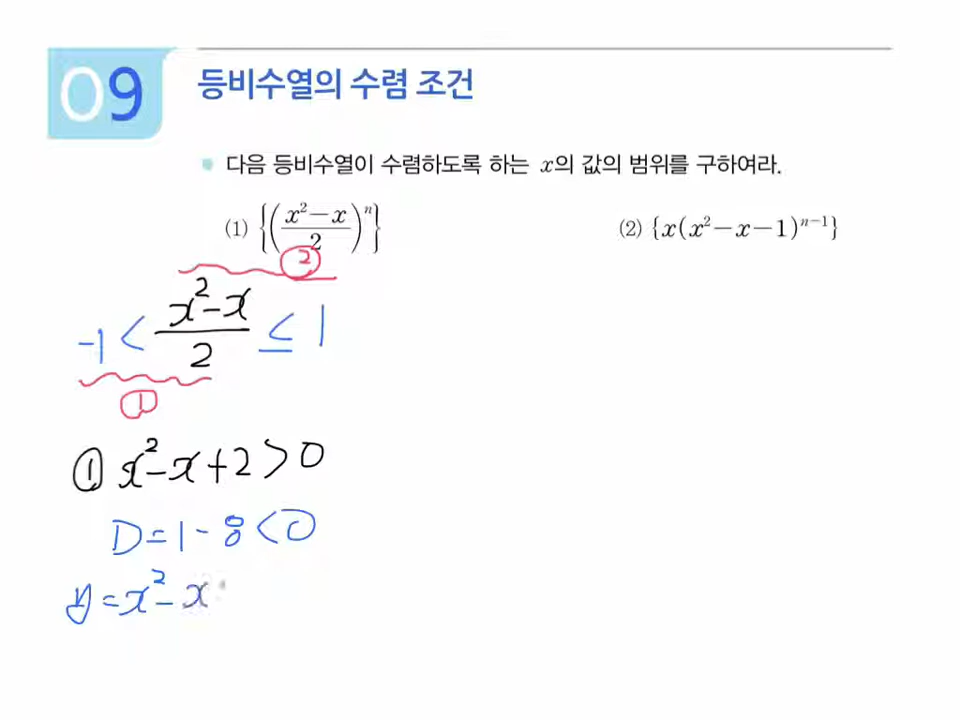 09 등비수열의 수렴 조건
다음 등비수열이 수렴하도록 하는 x의 값의 범위를 구하여라.
(1) {((x²−x)/2)ⁿ} (2) {x(x²−x−1)ⁿ⁻¹}
②
-1 < (x²-x)/2 ≤ 1
①
① x²-x+2>0
D=1-8<0
y=x²-x